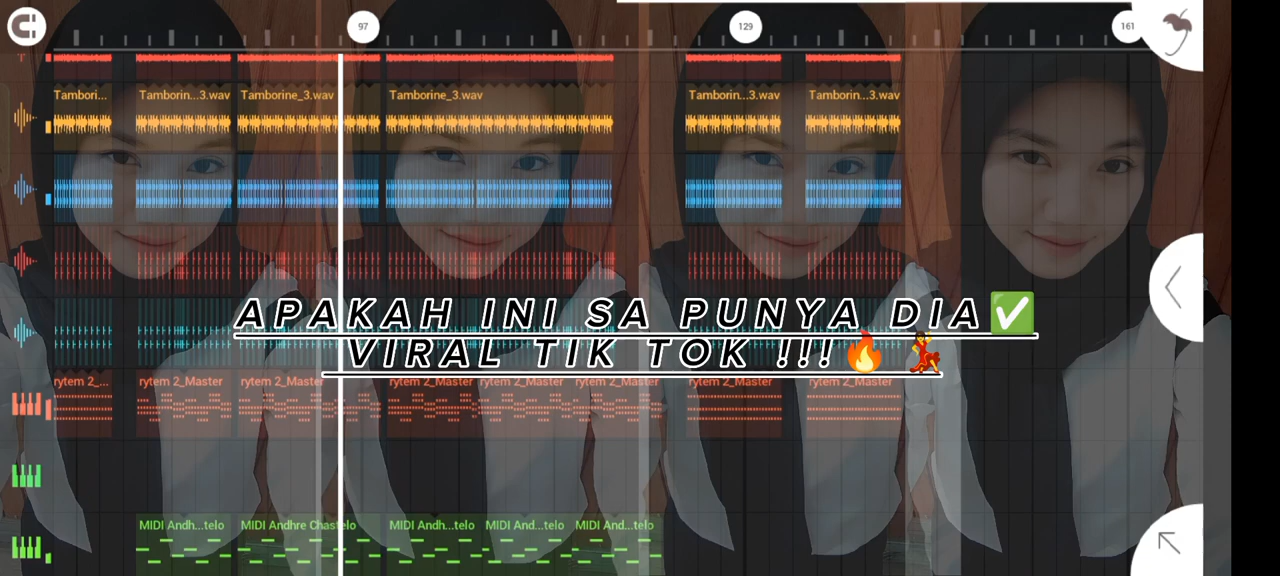 97
129
161
Tambori...
Tamborin...3.wav
Tamborine_3.wav
Tamborine_3.wav
Tamborin...3.wav
Tamborin...3.wav
APAKAH INI SA PUNYA DIA✅
VIRAL TIK TOK !!!🔥 💃
rytem 2_...
rytem 2_Master
rytem 2_Master
rytem 2_Master
rytem 2_Master
rytem 2_Master
rytem 2_Master
rytem 2_Master
MIDI Andh...telo
MIDI Andhre Chastelo
MIDI Andh...telo
MIDI And...telo
MIDI And...telo